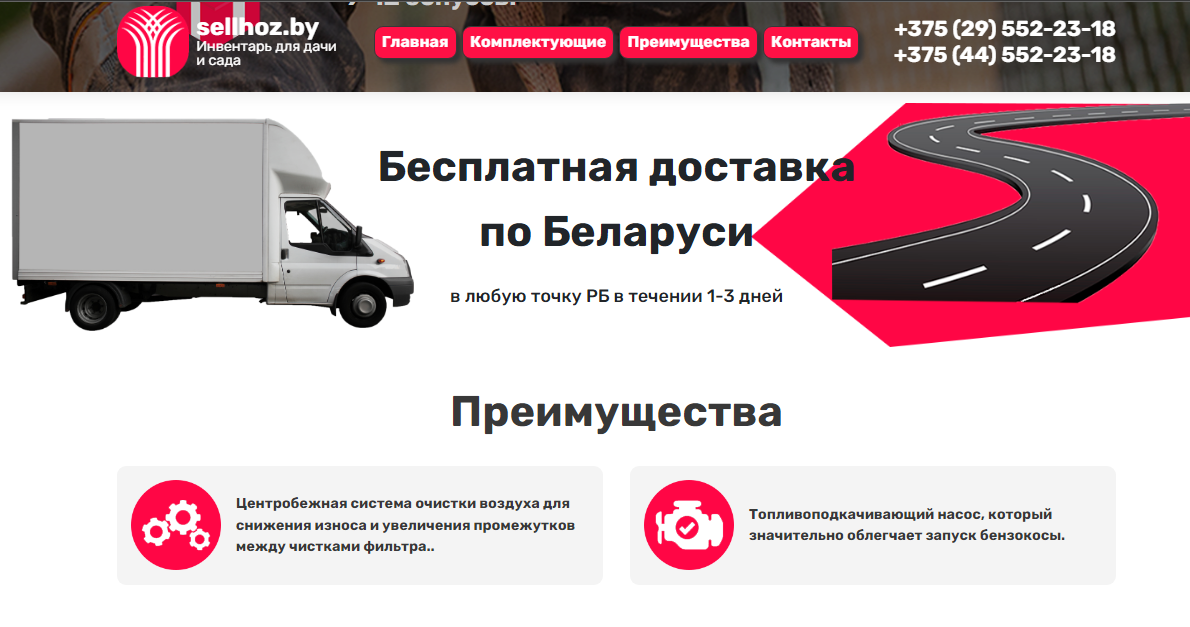 sellhoz.by
Инвентарь для дачи
и сада
Главная
Комплектующие
Преимущества
Контакты
+375 (29) 552-23-18
+375 (44) 552-23-18
Бесплатная доставка
по Беларуси
в любую точку РБ в течении 1-3 дней
Преимущества
Центробежная система очистки воздуха для
снижения износа и увеличения промежутков
между чистками фильтра..
Топливоподкачивающий насос, который
значительно облегчает запуск бензокосы.